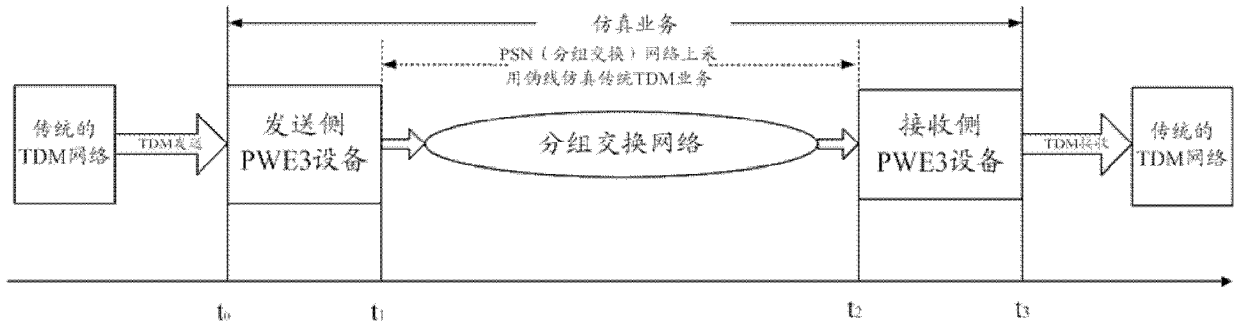 仿真业务
PSN（分组交换）网络上采
用伪线仿真传统TDM业务
传统的
TDM网络
TDM发送
发送侧
PWE3设备
分组交换网络
接收侧
PWE3设备
TDM接收
传统的
TDM网络
t0
t1
t2
t3